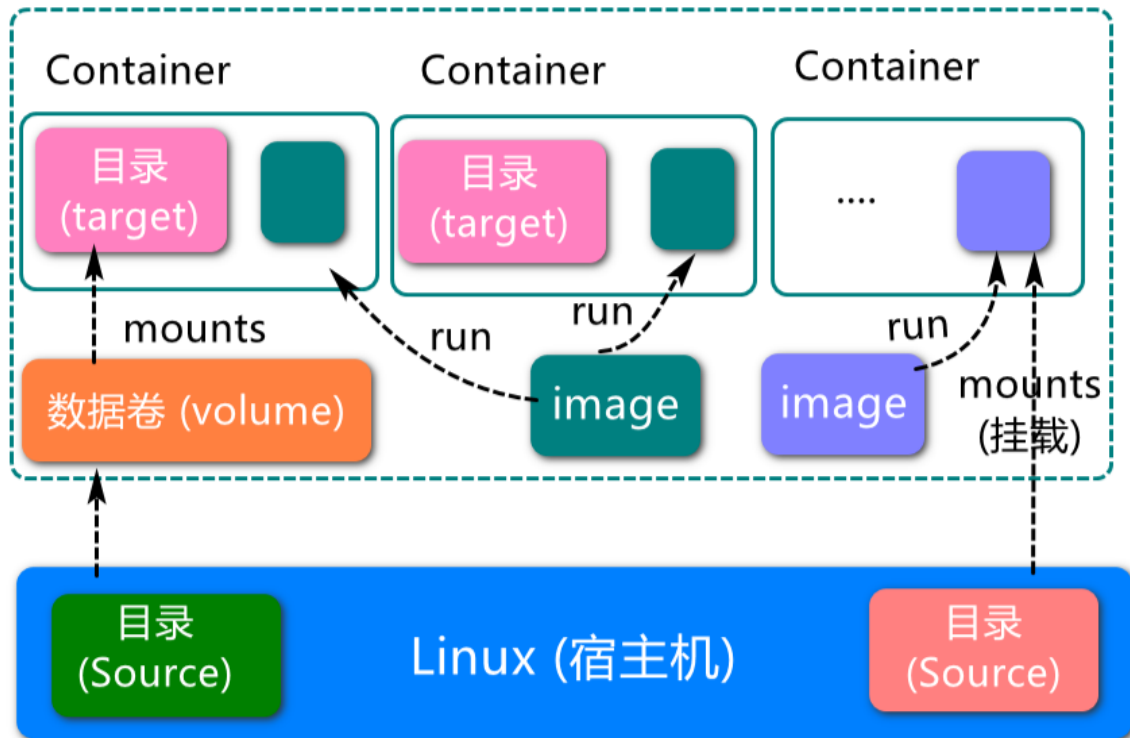 Container
Container
Container
目录
(target)
目录
(target)
....
mounts
run
run
run
数据卷 (volume)
image
image
mounts
(挂载)
目录
(Source)
Linux (宿主机)
目录
(Source)